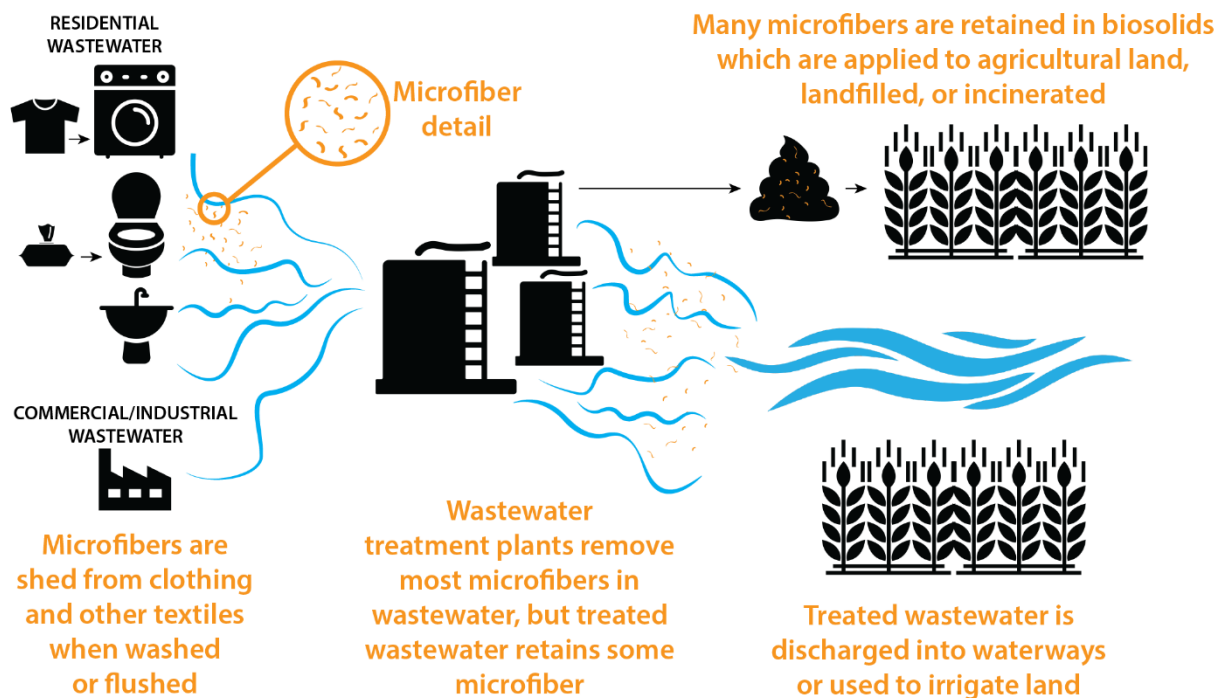 RESIDENTIAL
WASTEWATER
Microfiber
detail
Many microfibers are retained in biosolids
which are applied to agricultural land,
landfilled, or incinerated
COMMERCIAL/INDUSTRIAL
WASTEWATER
Microfibers are
shed from clothing
and other textiles
when washed
or flushed
Wastewater
treatment plants remove
most microfibers in
wastewater, but treated
wastewater retains some
microfiber
Treated wastewater is
discharged into waterways
or used to irrigate land